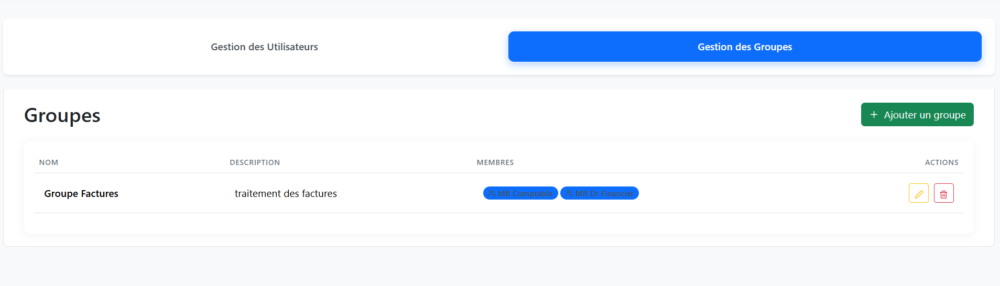 Gestion des Utilisateurs
Gestion des Groupes
Groupes
+ Ajouter un groupe
NOM DESCRIPTION MEMBRES ACTIONS
Groupe Factures traitement des factures MR Comptable MR Dr Financier